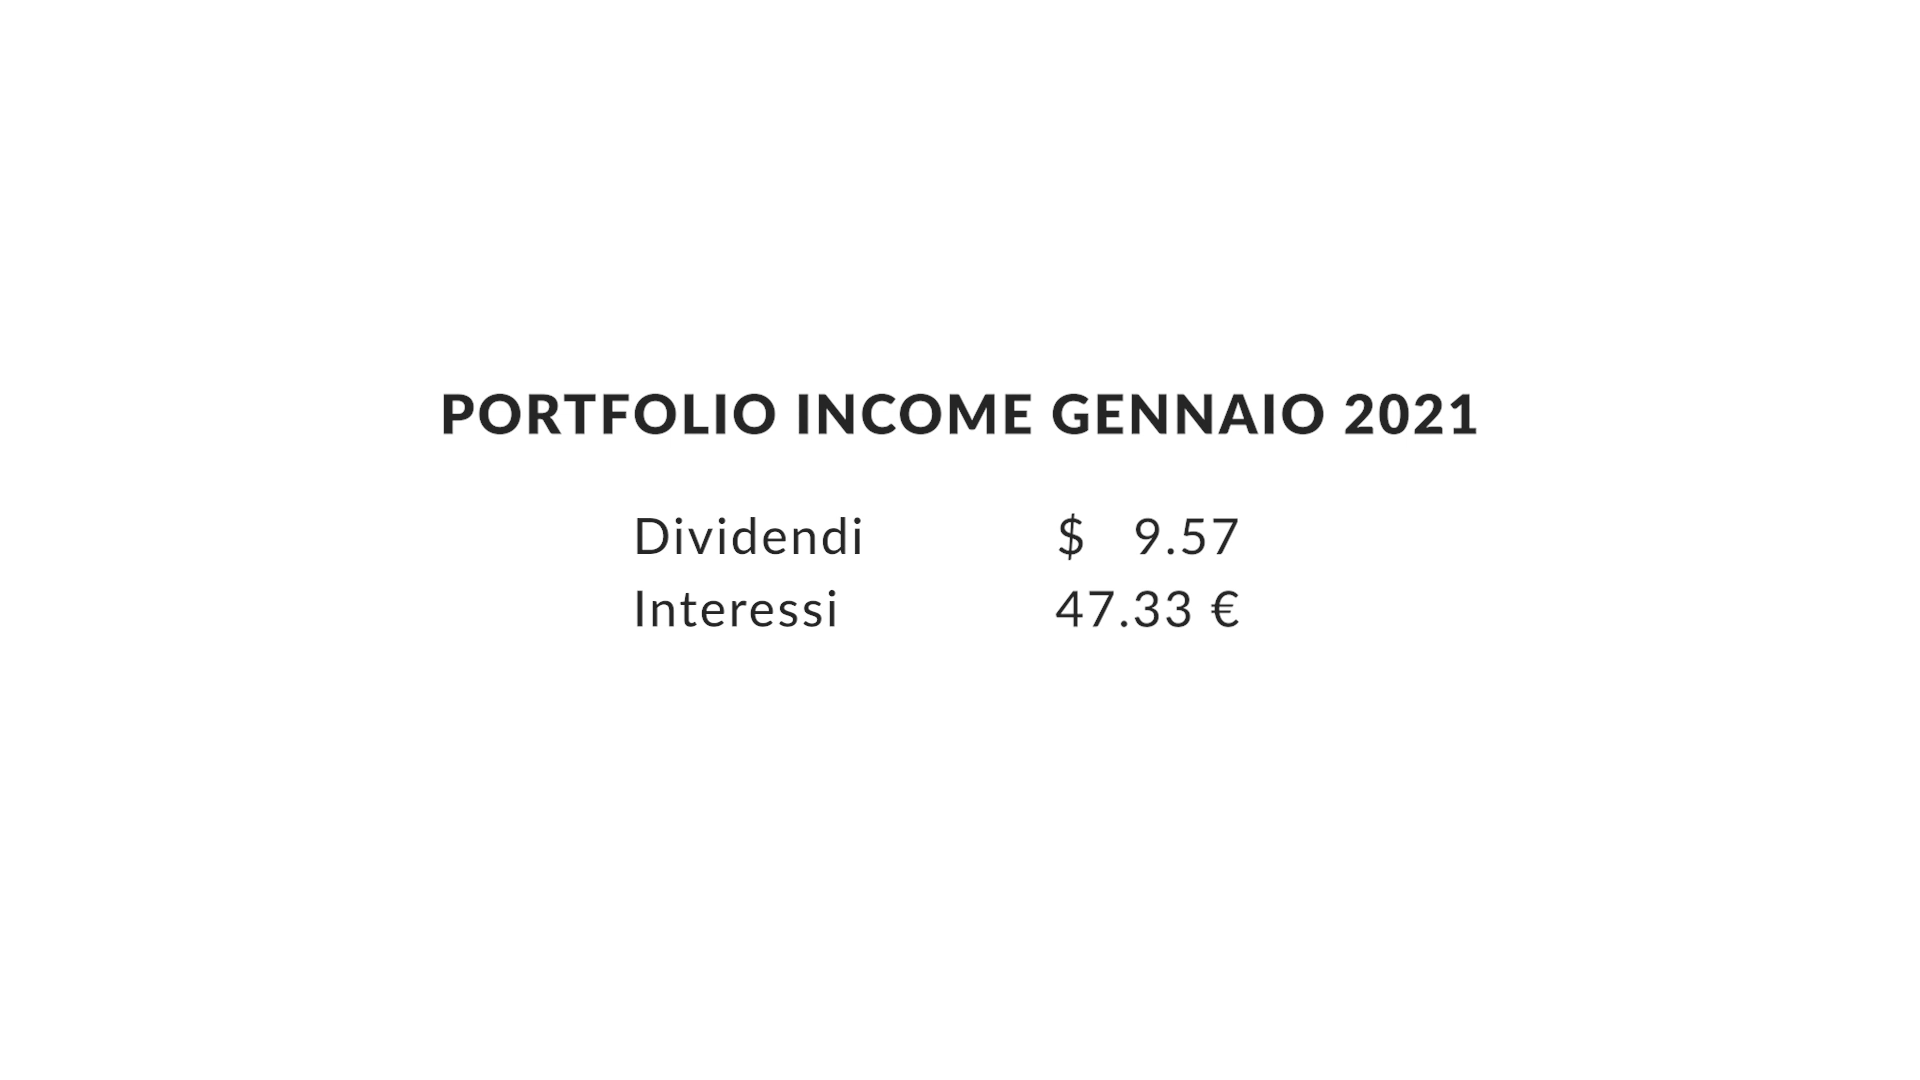 PORTFOLIO INCOME GENNAIO 2021
Dividendi $ 9.57
Interessi 47.33 €